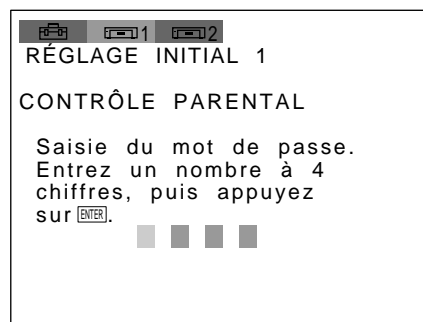 1 2
RÉGLAGE INITIAL 1
CONTRÔLE PARENTAL
Saisie du mot de passe.
Entrez un nombre à 4
chiffres, puis appuyez
sur ENTER.